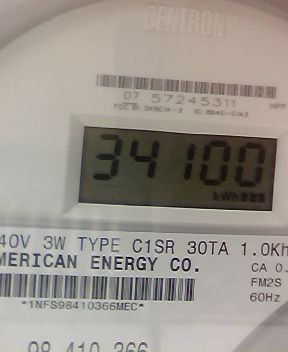 CENTRON®
07 57245311
34100
kWh
40V 3W TYPE C1SR 30TA 1.0Kh
MERICAN ENERGY CO.
CA 0.
FM2S
*1NFS98410366MEC*
60Hz
98 410 366